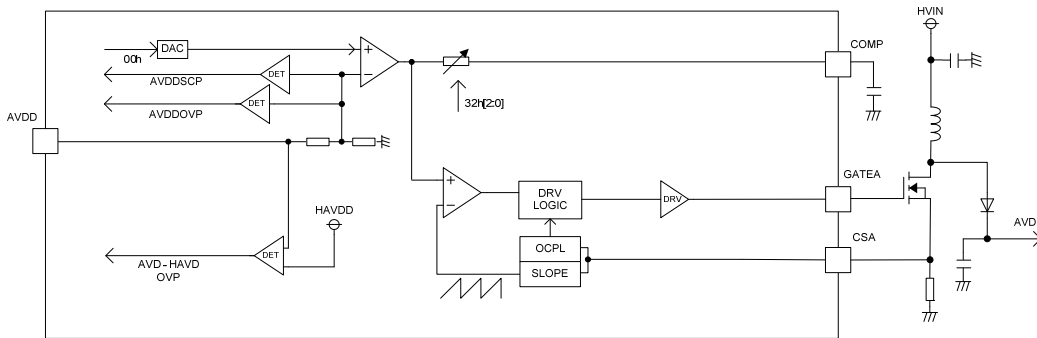 HVIN
COMP
DAC
00h
DET
AVDDSCP
DET
AVDDOVP
32h[2:0]
AVDD
GATEA
DRV
LOGIC
DRV
HAVDD
CSA
AVD
OCPL
DET
AVD-HAVD
OVP
SLOPE